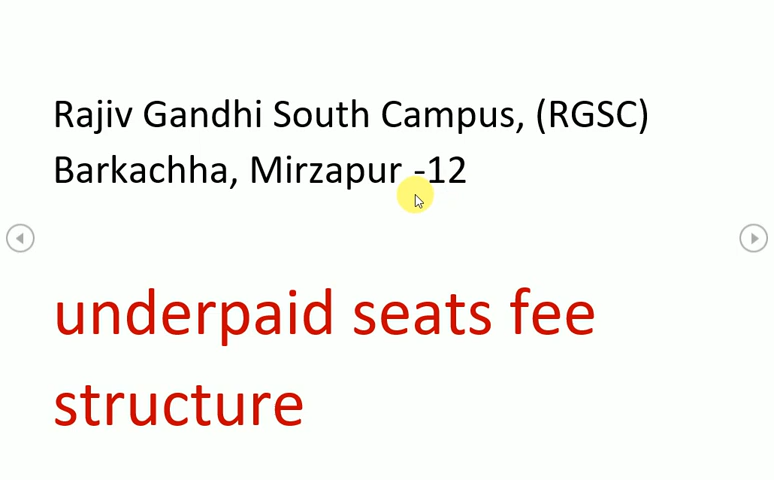 Rajiv Gandhi South Campus, (RGSC)
Barkachha, Mirzapur -12
underpaid seats fee
structure